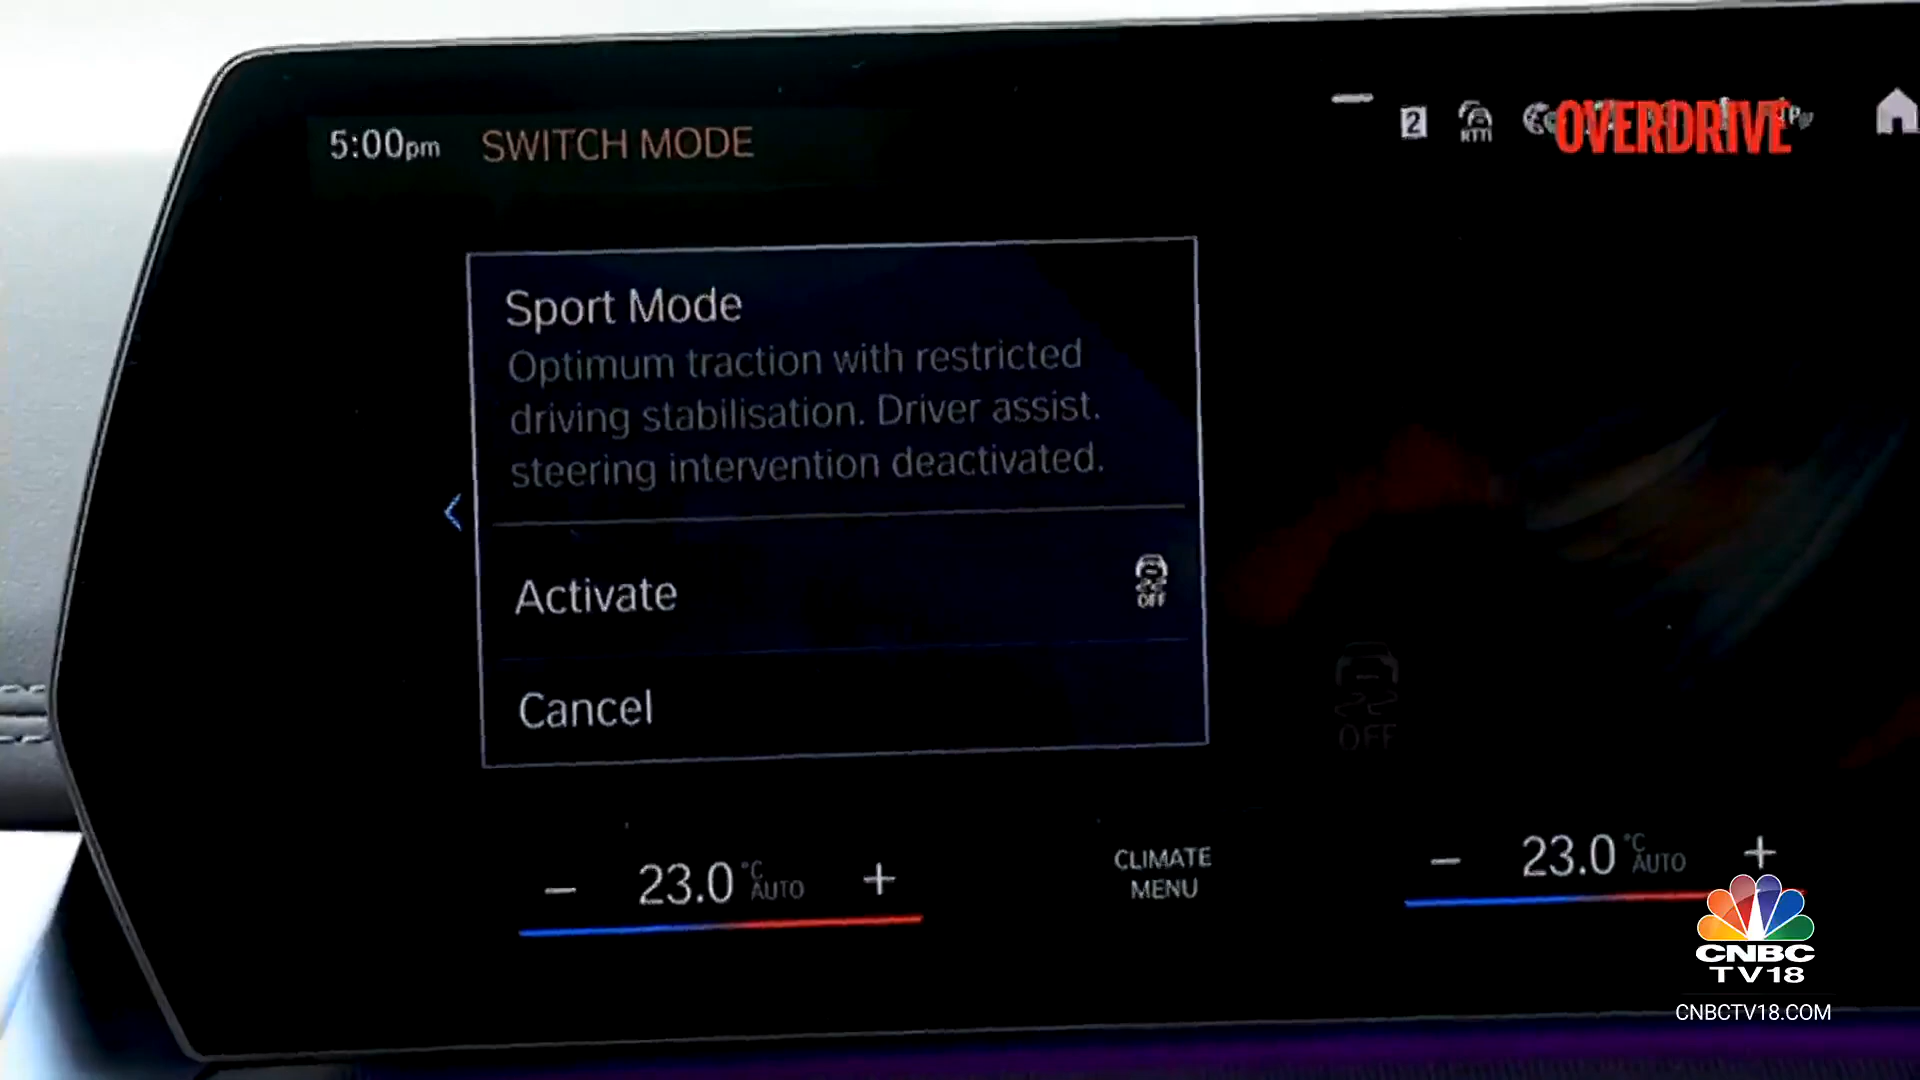 5:00pm SWITCH MODE
2
OVERDRIVE
Sport Mode
Optimum traction with restricted
driving stabilisation. Driver assist.
steering intervention deactivated.
Activate
OFF
Cancel
OFF
– 23.0 °C AUTO +
CLIMATE
MENU
– 23.0 °C AUTO +
CNBC
TV18
CNBCTV18.COM